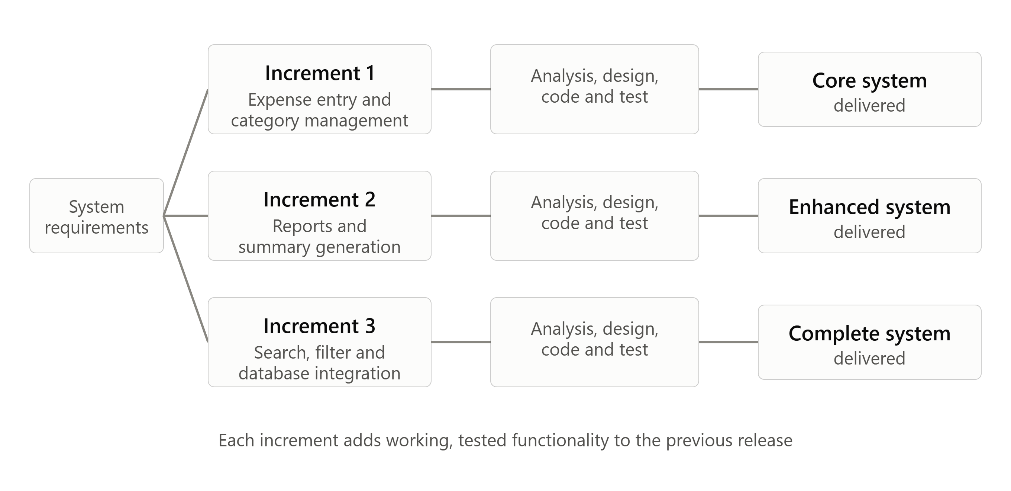 Increment 1
Expense entry and
category management
Analysis, design,
code and test
Core system
delivered
System
requirements
Increment 2
Reports and
summary generation
Analysis, design,
code and test
Enhanced system
delivered
Increment 3
Search, filter and
database integration
Analysis, design,
code and test
Complete system
delivered
Each increment adds working, tested functionality to the previous release